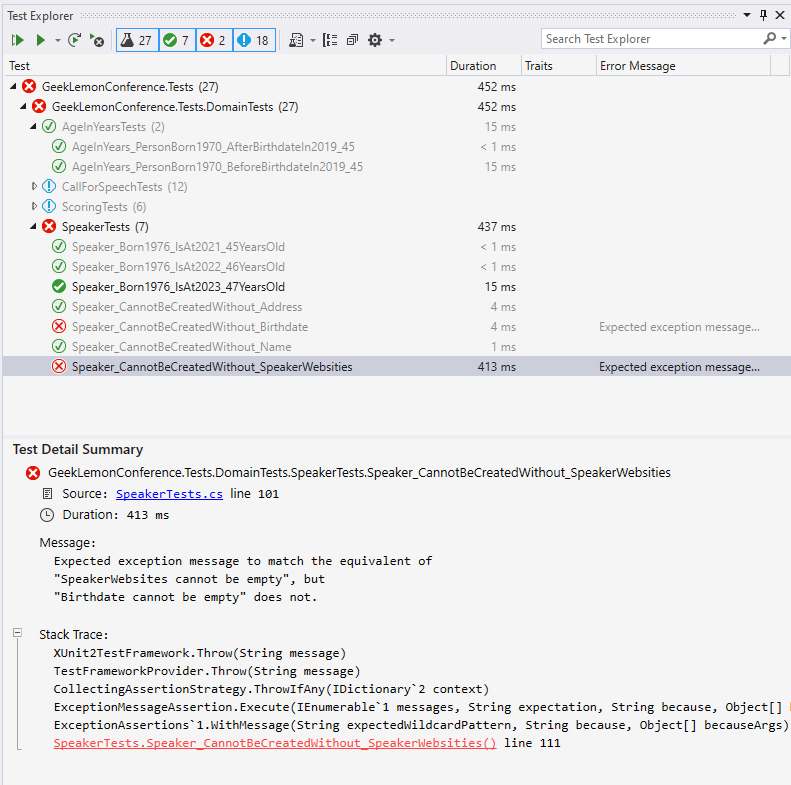 Test Explorer
27 7 2 18
Search Test Explorer
Test Duration Traits Error Message
GeekLemonConference.Tests (27) 452 ms
GeekLemonConference.Tests.DomainTests (27) 452 ms
AgeInYearsTests (2) 15 ms
AgeInYears_PersonBorn1970_AfterBirthdateIn2019_45 < 1 ms
AgeInYears_PersonBorn1970_BeforeBirthdateIn2019_45 15 ms
CallForSpeechTests (12)
ScoringTests (6)
SpeakerTests (7) 437 ms
Speaker_Born1976_IsAt2021_45YearsOld < 1 ms
Speaker_Born1976_IsAt2022_46YearsOld < 1 ms
Speaker_Born1976_IsAt2023_47YearsOld 15 ms
Speaker_CannotBeCreatedWithout_Address 4 ms
Speaker_CannotBeCreatedWithout_Birthdate 4 ms Expected exception message...
Speaker_CannotBeCreatedWithout_Name 1 ms
Speaker_CannotBeCreatedWithout_SpeakerWebsities 413 ms Expected exception message...
Test Detail Summary
GeekLemonConference.Tests.DomainTests.SpeakerTests.Speaker_CannotBeCreatedWithout_SpeakerWebsities
Source: SpeakerTests.cs line 101
Duration: 413 ms
Message:
Expected exception message to match the equivalent of
"SpeakerWebsites cannot be empty", but
"Birthdate cannot be empty" does not.
Stack Trace:
XUnit2TestFramework.Throw(String message)
TestFrameworkProvider.Throw(String message)
CollectingAssertionStrategy.ThrowIfAny(IDictionary`2 context)
ExceptionMessageAssertion.Execute(IEnumerable`1 messages, String expectation, String because, Object[]
ExceptionAssertions`1.WithMessage(String expectedWildcardPattern, String because, Object[] becauseArgs)
SpeakerTests.Speaker_CannotBeCreatedWithout_SpeakerWebsities() line 111